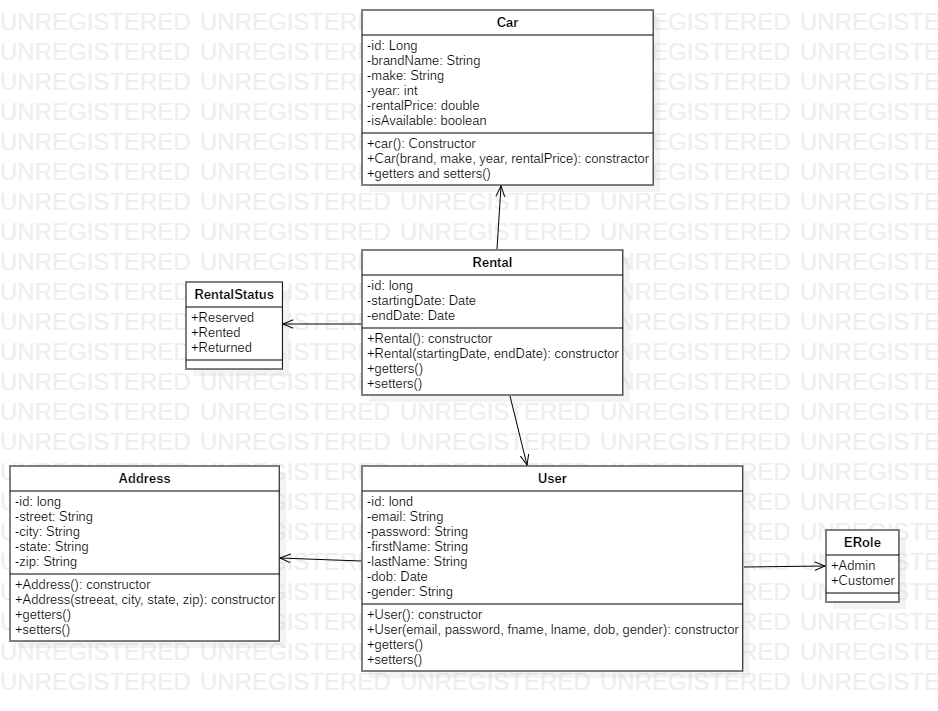 Car
-id: Long
-brandName: String
-make: String
-year: int
-rentalPrice: double
-isAvailable: boolean
+car(): Constructor
+Car(brand, make, year, rentalPrice): constractor
+getters and setters()
Rental
-id: long
-startingDate: Date
-endDate: Date
+Rental(): constructor
+Rental(startingDate, endDate): constructor
+getters()
+setters()
RentalStatus
+Reserved
+Rented
+Returned
Address
-id: long
-street: String
-city: String
-state: String
-zip: String
+Address(): constructor
+Address(streeat, city, state, zip): constructor
+getters()
+setters()
User
-id: lond
-email: String
-password: String
-firstName: String
-lastName: String
-dob: Date
-gender: String
+User(): constructor
+User(email, password, fname, lname, dob, gender): constructor
+getters()
+setters()
ERole
+Admin
+Customer
UNREGISTERED